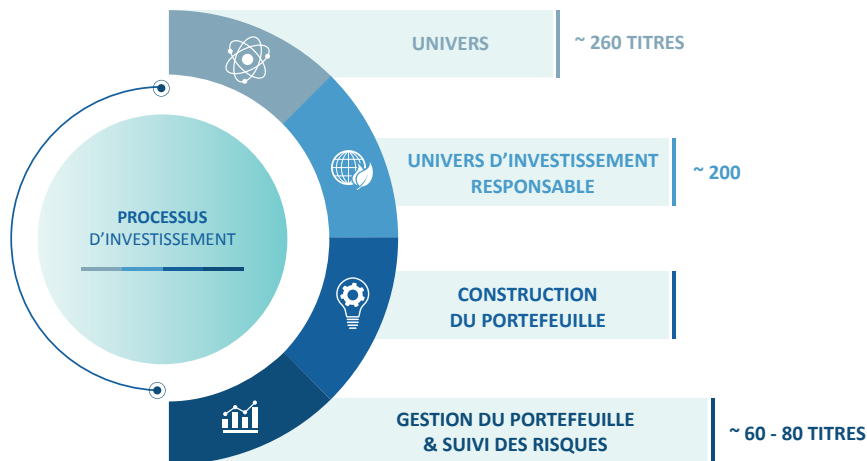 UNIVERS
~ 260 TITRES
UNIVERS D'INVESTISSEMENT
RESPONSABLE
~ 200
PROCESSUS
D'INVESTISSEMENT
CONSTRUCTION
DU PORTEFEUILLE
GESTION DU PORTEFEUILLE
& SUIVI DES RISQUES
~ 60 - 80 TITRES